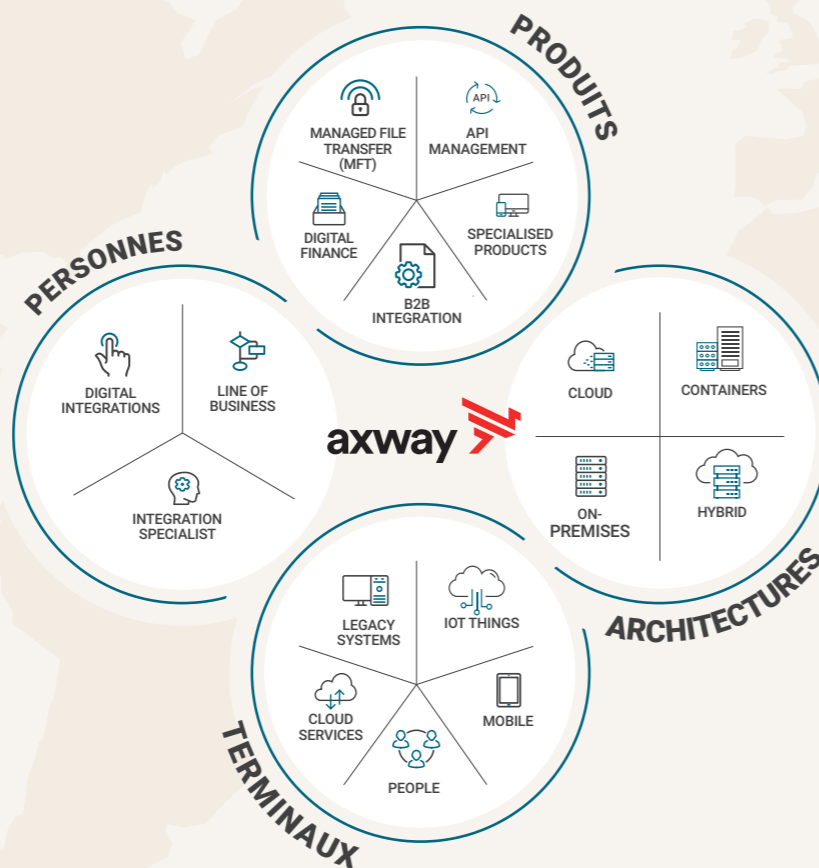 PRODUITS
MANAGED FILE
TRANSFER
(MFT)
API
API
MANAGEMENT
DIGITAL
FINANCE
SPECIALISED
PRODUCTS
B2B
INTEGRATION
PERSONNES
DIGITAL
INTEGRATIONS
LINE OF
BUSINESS
INTEGRATION
SPECIALIST
axway
CLOUD
CONTAINERS
ON-
PREMISES
HYBRID
ARCHITECTURES
LEGACY
SYSTEMS
IOT THINGS
CLOUD
SERVICES
MOBILE
PEOPLE
TERMINAUX